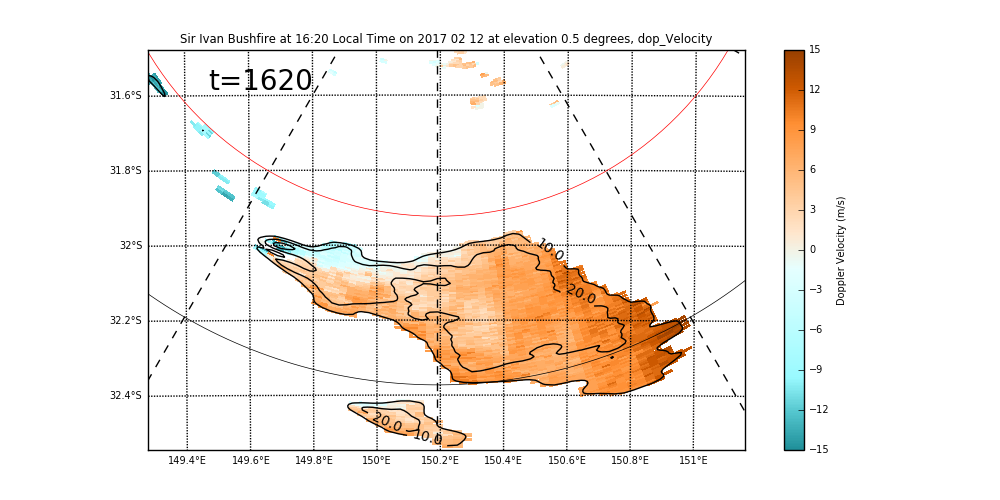 Sir Ivan Bushfire at 16:20 Local Time on 2017 02 12 at elevation 0.5 degrees, dop_Velocity
t=1620
31.6°S
31.8°S
32°S
32.2°S
32.4°S
10.0
20.0
20.0
10.0
149.4°E 149.6°E 149.8°E 150°E 150.2°E 150.4°E 150.6°E 150.8°E 151°E
15
12
9
6
3
0
−3
−6
−9
−12
−15
Doppler Velocity (m/s)